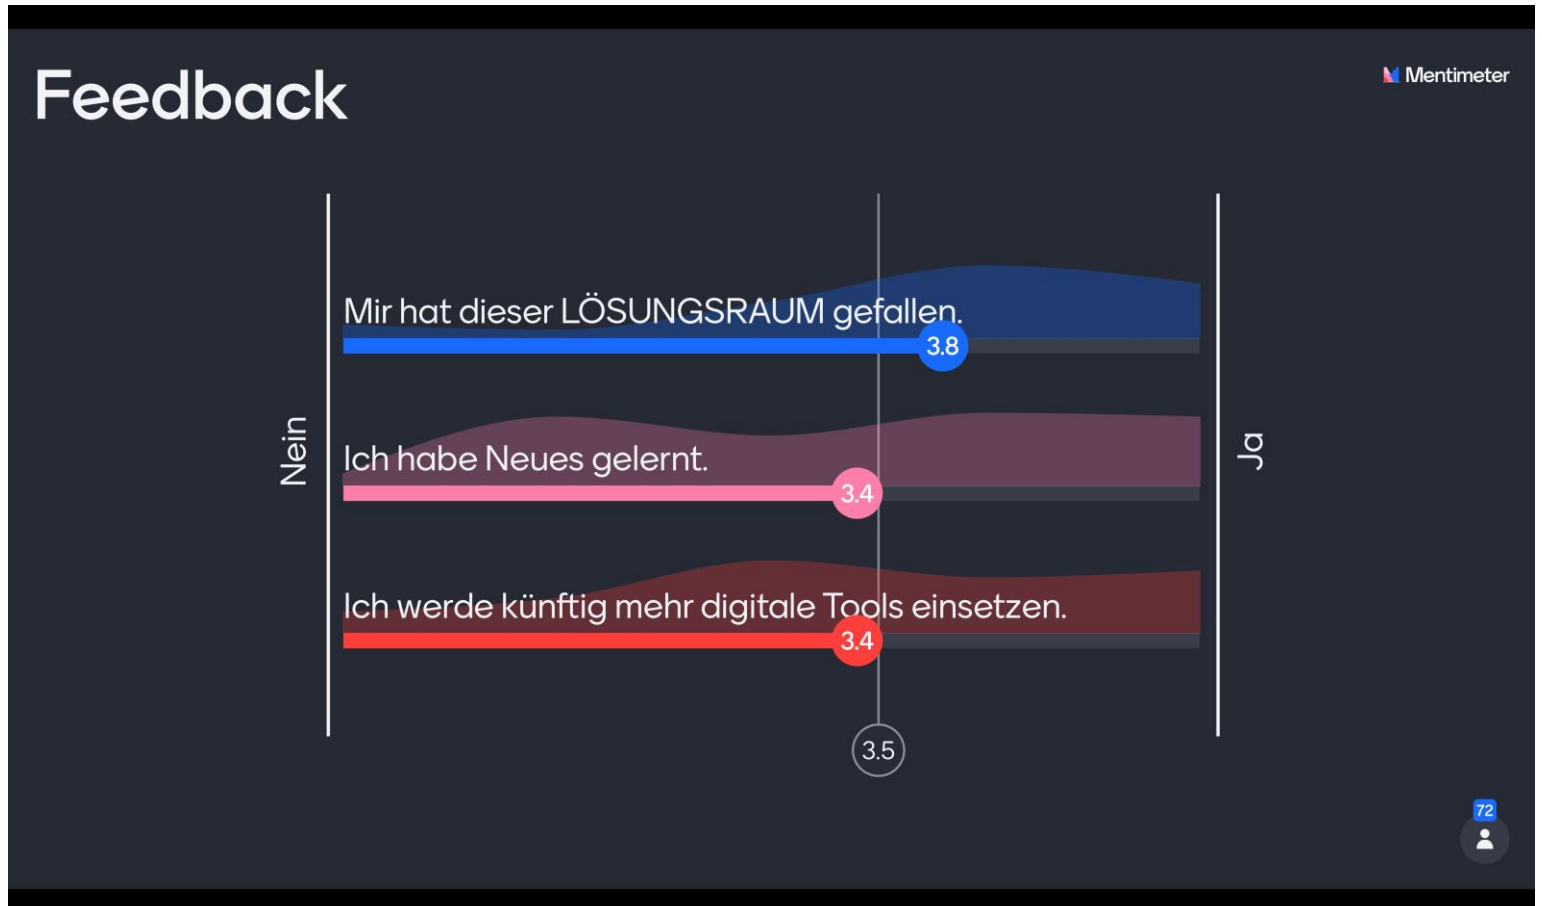 Feedback
Mentimeter
Mir hat dieser LÖSUNGSRAUM gefallen.
3.8
Nein
Ja
Ich habe Neues gelernt.
3.4
Ich werde künftig mehr digitale Tools einsetzen.
3.4
3.5
72